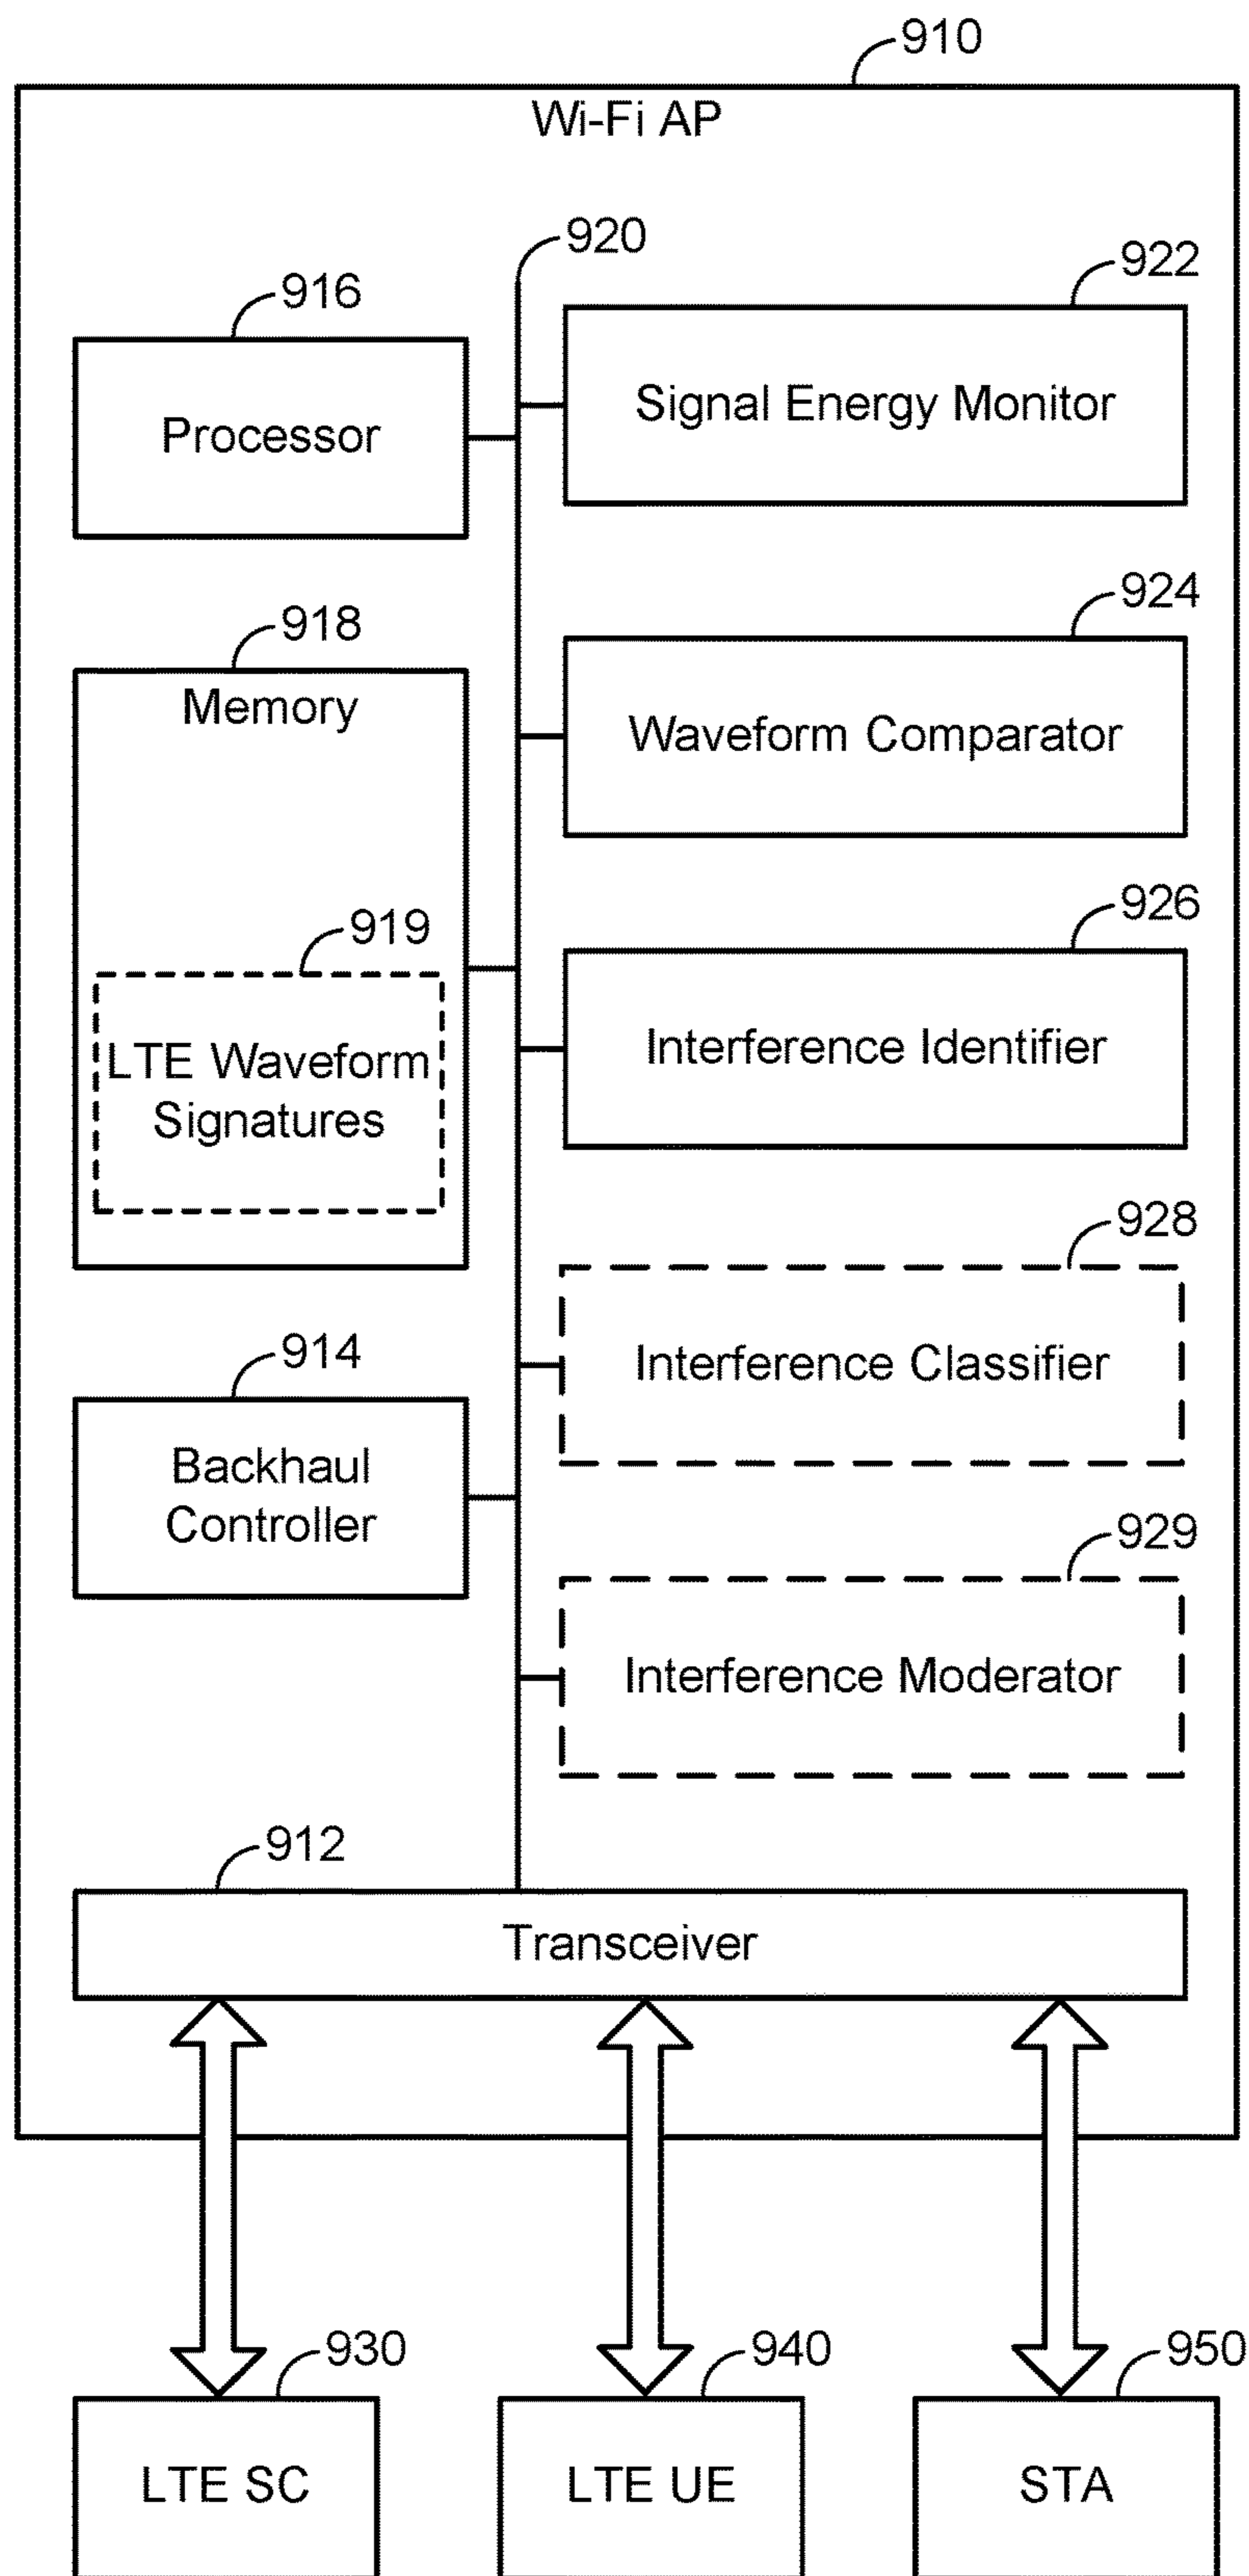 910
Wi-Fi AP
920
922
916
Signal Energy Monitor
Processor
924
918
Memory
Waveform Comparator
926
919
Interference Identifier
LTE Waveform
Signatures
928
914
Interference Classifier
Backhaul
Controller
929
Interference Moderator
912
Transceiver
930
940
950
LTE SC
LTE UE
STA